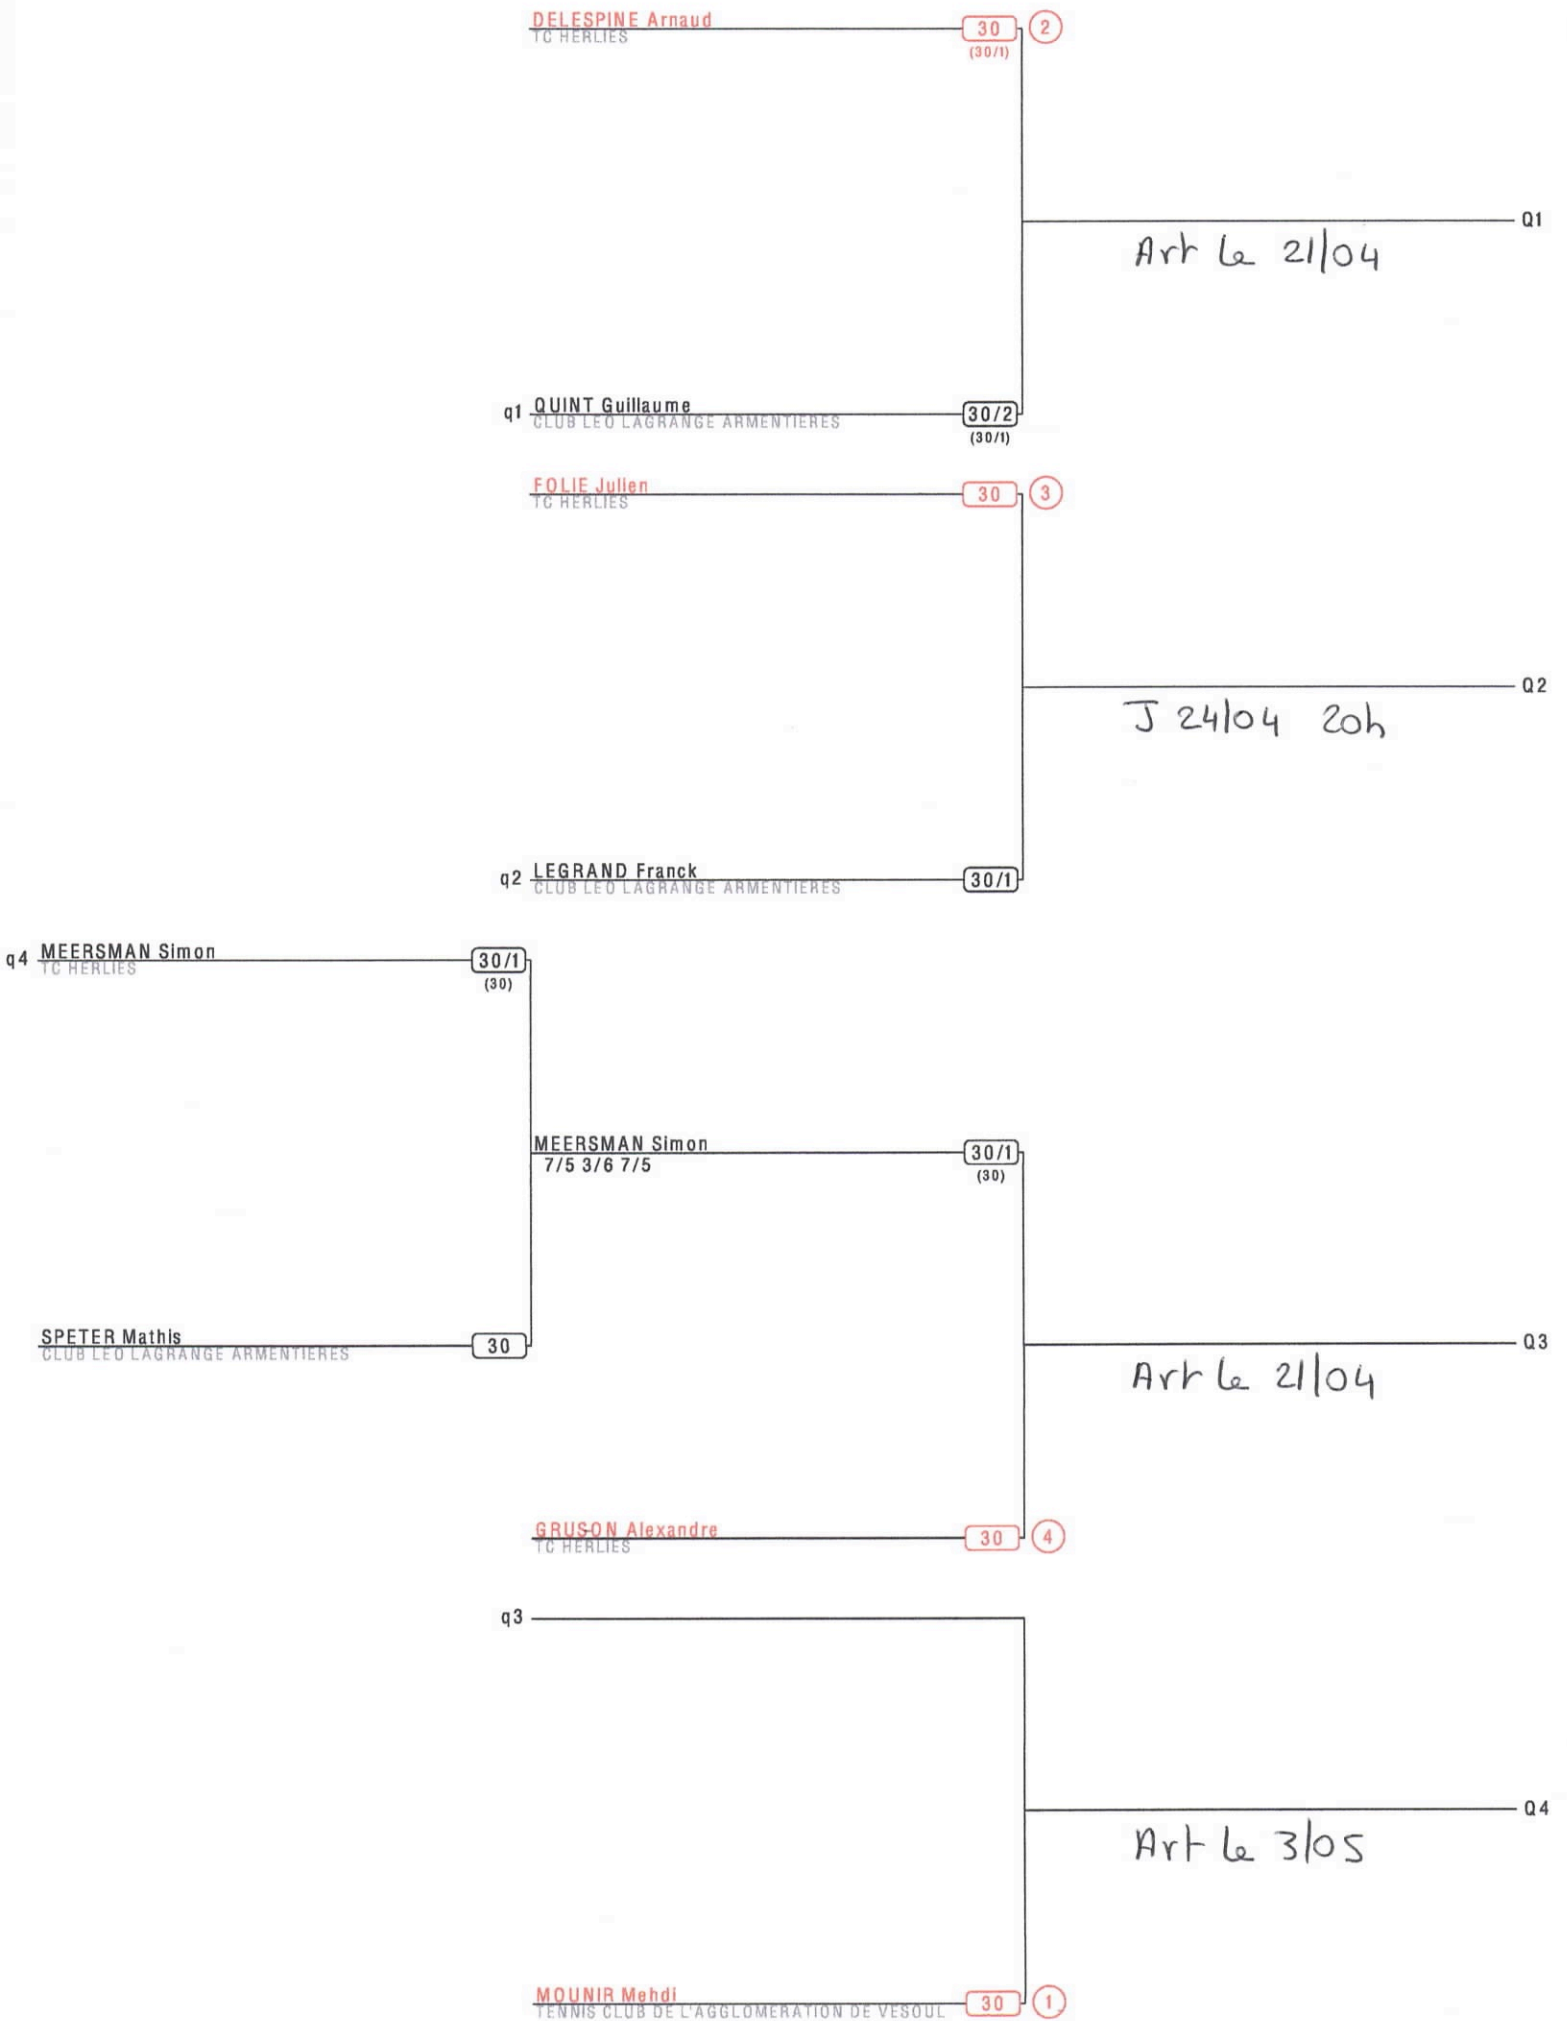 DELESPINE Arnaud
TC HERLIES
30
2
(30/1)
Q1
Art le 21/04
q1 QUINT Guillaume
CLUB LEO LAGRANGE ARMENTIERES
30/2
(30/1)
FOLIE Julien
TC HERLIES
30
3
Q2
J 24/04 20h
q2 LEGRAND Franck
CLUB LEO LAGRANGE ARMENTIERES
30/1
q4 MEERSMAN Simon
TC HERLIES
30/1
(30)
MEERSMAN Simon
7/5 3/6 7/5
30/1
(30)
SPETER Mathis
CLUB LEO LAGRANGE ARMENTIERES
30
Q3
Art le 21/04
GRUSON Alexandre
TC HERLIES
30
4
q3
Q4
Art le 3/05
MOUNIR Mehdi
TENNIS CLUB DE L'AGGLOMERATION DE VESOUL
30
1